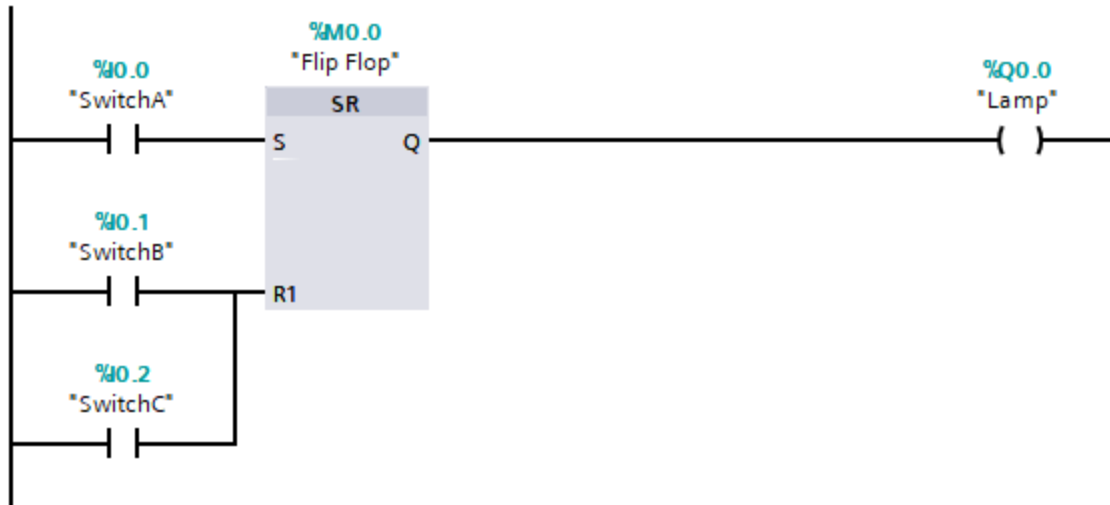 %M0.0
"Flip Flop"
%I0.0
"SwitchA"
%Q0.0
"Lamp"
SR
S
Q
%I0.1
"SwitchB"
R1
%I0.2
"SwitchC"